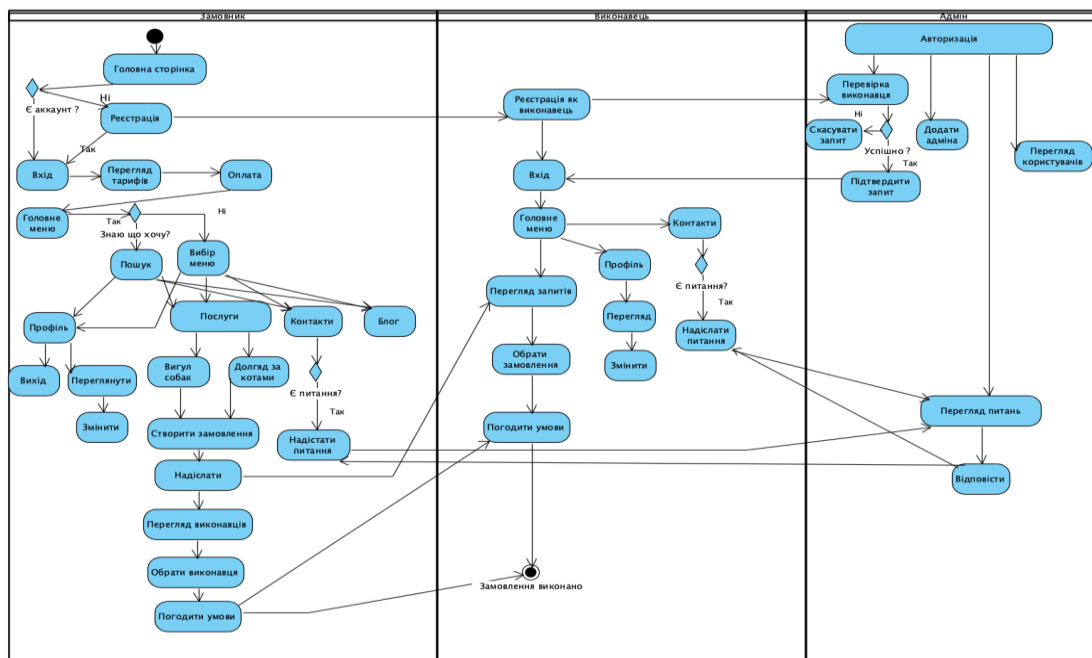 Замовник
Виконавець
Адмін
Головна сторінка
Є аккаунт ?
Ні
Реєстрація
Так
Вхід
Перегляд
тарифів
Оплата
Головне
меню
Так
Ні
Знаю що хочу?
Пошук
Вибір
меню
Профіль
Послуги
Контакти
Блог
Вихід
Переглянути
Вигул
собак
Долгяд за
котами
Є питання?
Так
Змінити
Створити замовлення
Надістати
питання
Надіслати
Перегляд виконавців
Обрати виконавця
Погодити умови
Реєстрація як
виконавець
Вхід
Головне
меню
Контакти
Профіль
Є питання?
Так
Перегляд запитів
Перегляд
Надіслати
питання
Обрати
замовлення
Змінити
Погодити умови
Замовлення виконано
Авторизація
Перевірка
виконавця
Ні
Скасувати
запит
Успішно ?
Так
Додати
адміна
Перегляд
користувачів
Підтвердити
запит
Перегляд питань
Відповісти